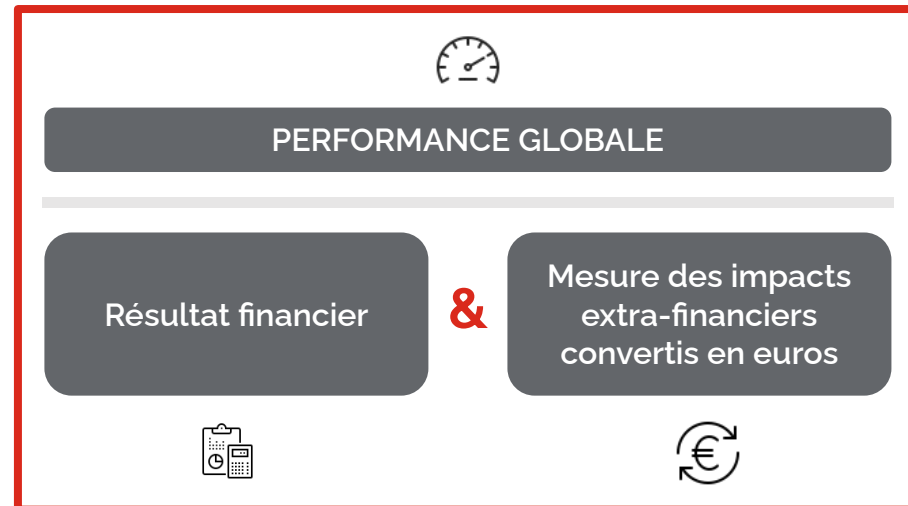 PERFORMANCE GLOBALE
Résultat financier
&
Mesure des impacts
extra-financiers
convertis en euros
€